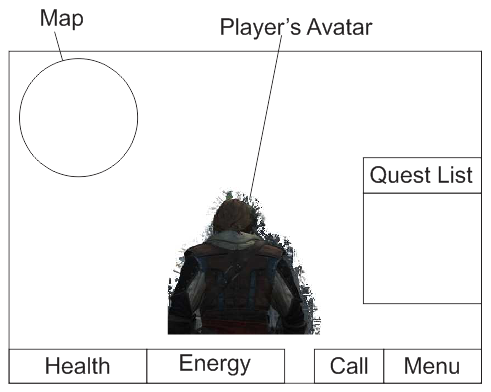 Map
Player's Avatar
Quest List
Health
Energy
Call
Menu